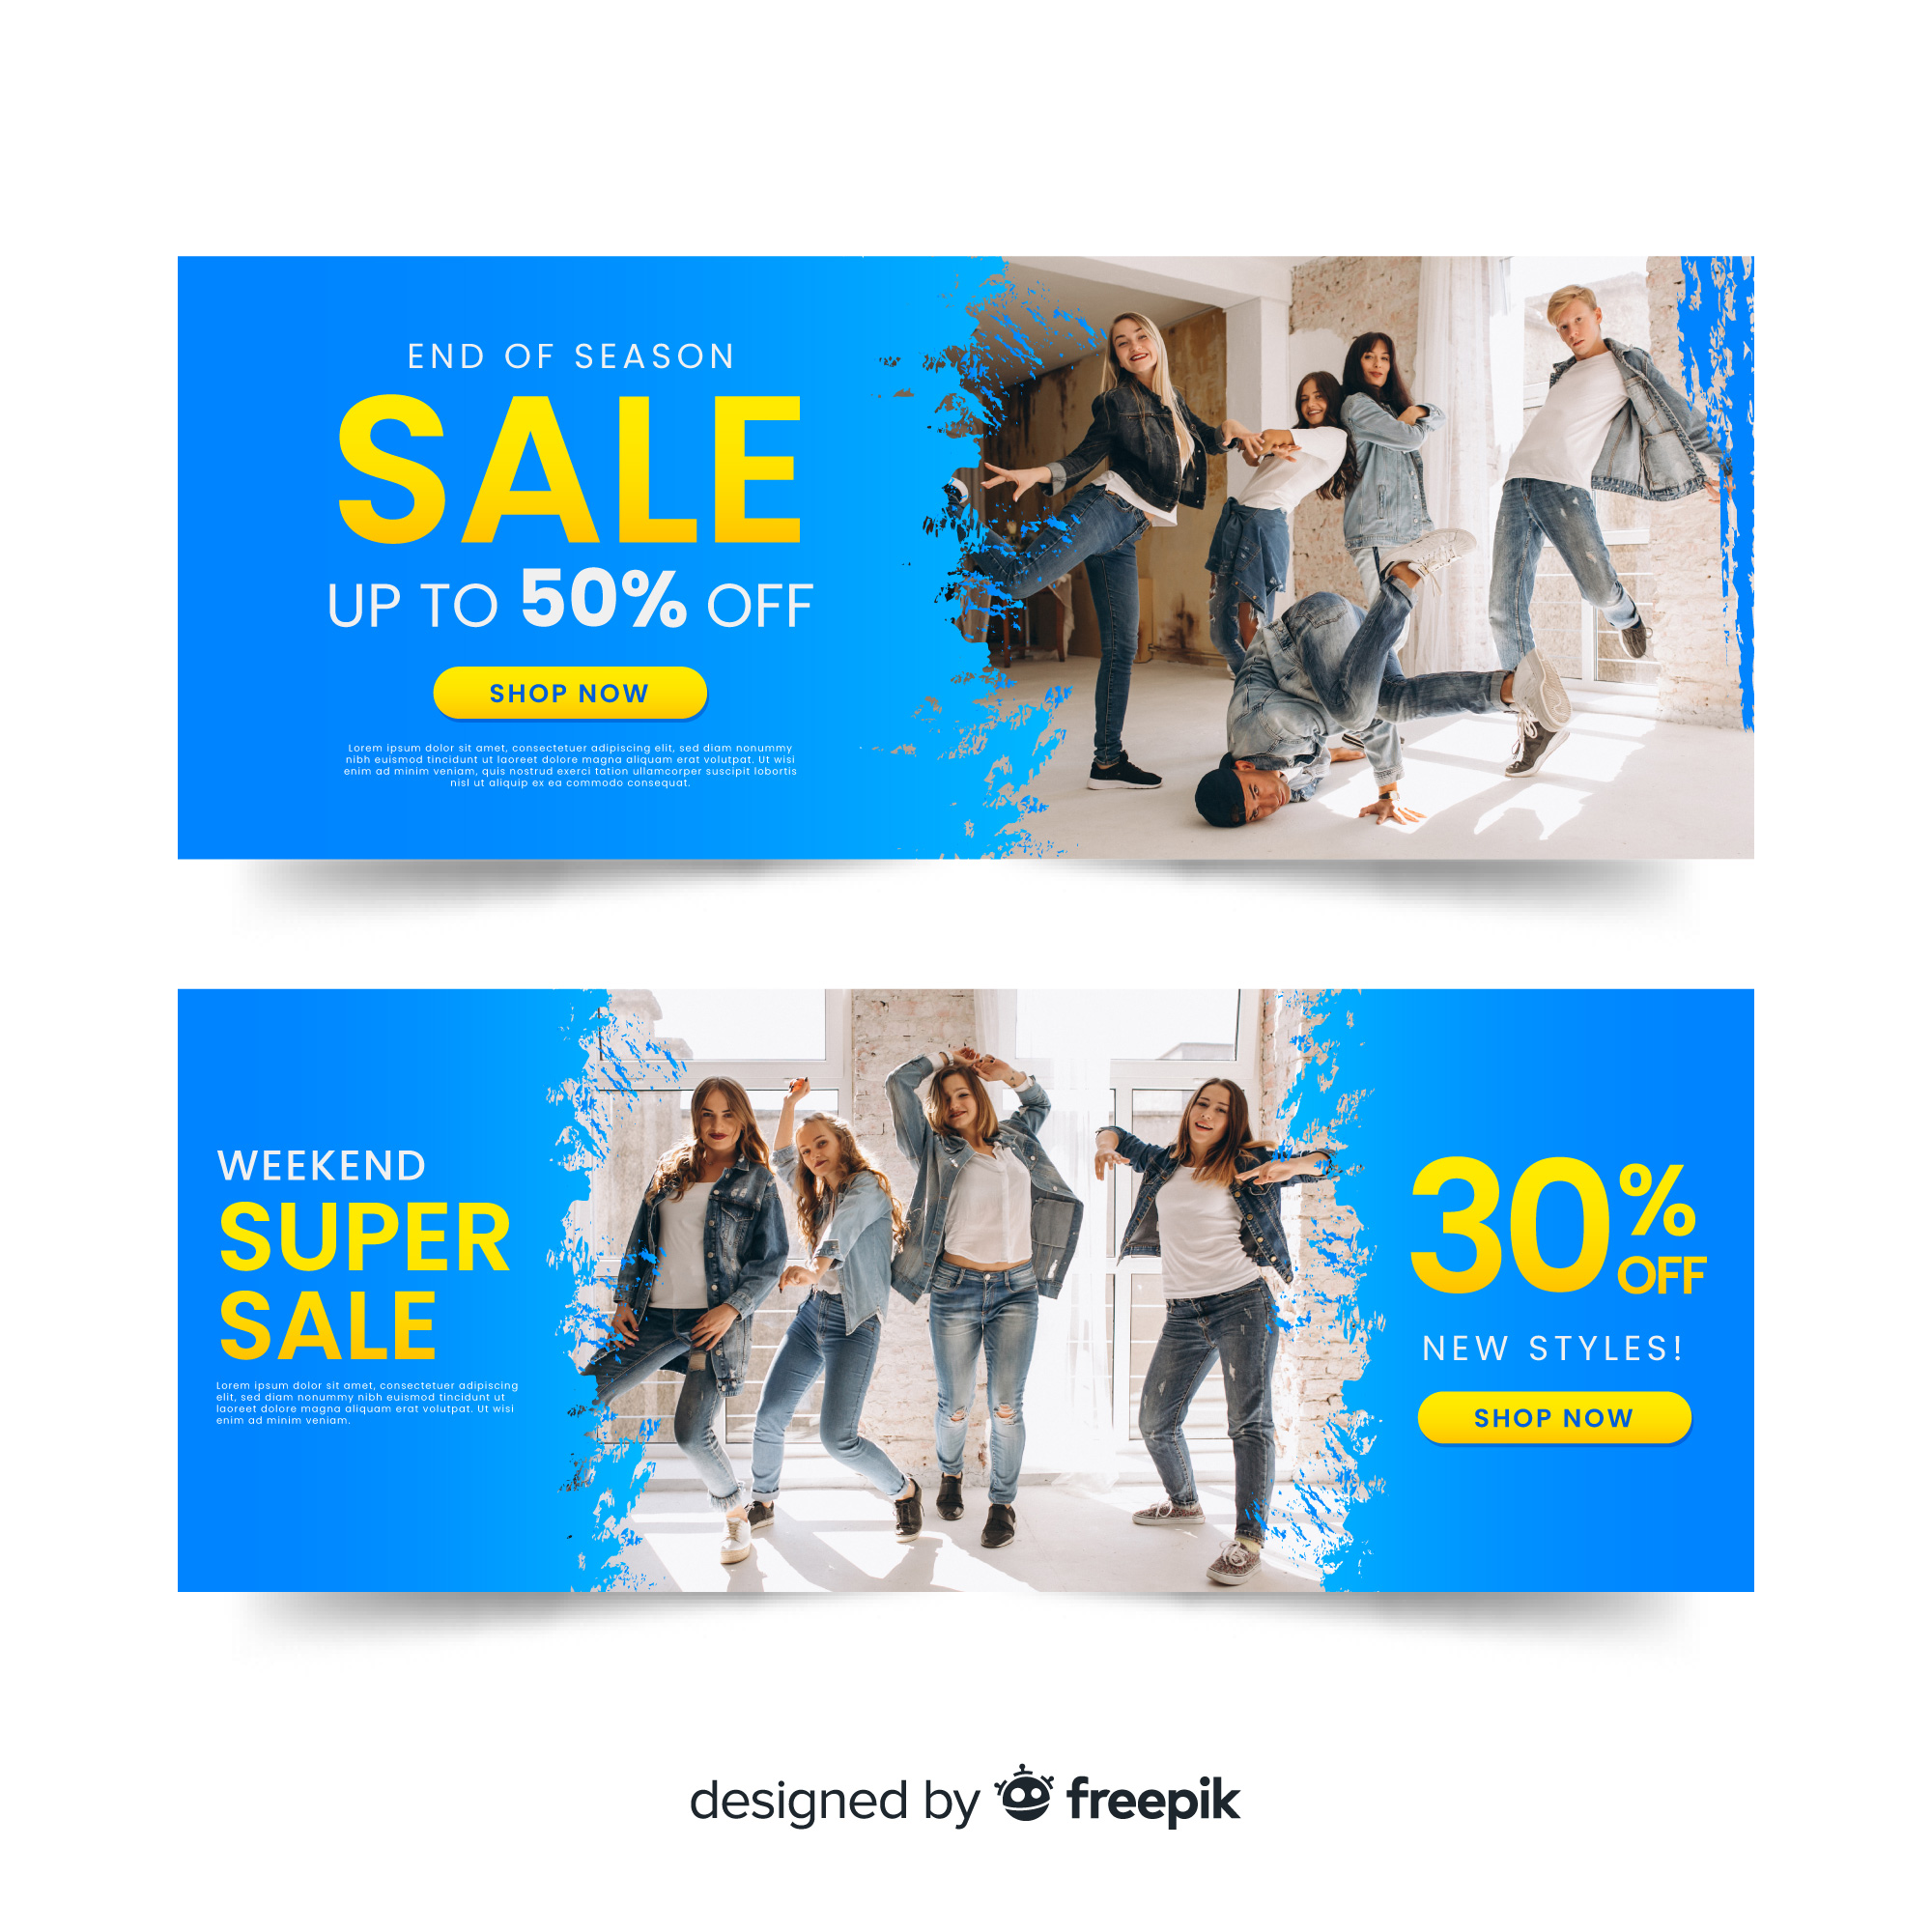 END OF SEASON
SALE
UP TO 50% OFF
SHOP NOW
Lorem ipsum dolor sit amet, consectetuer adipiscing elit, sed diam nonummy
nibh euismod tincidunt ut laoreet dolore magna aliquam erat volutpat. Ut wisi
enim ad minim veniam, quis nostrud exerci tation ullamcorper suscipit lobortis
nisl ut aliquip ex ea commodo consequat.
WEEKEND
SUPER
SALE
Lorem ipsum dolor sit amet, consectetuer adipiscing
elit, sed diam nonummy nibh euismod tincidunt ut
laoreet dolore magna aliquam erat volutpat. Ut wisi
enim ad minim veniam.
30%
OFF
NEW STYLES!
SHOP NOW
designed by freepik